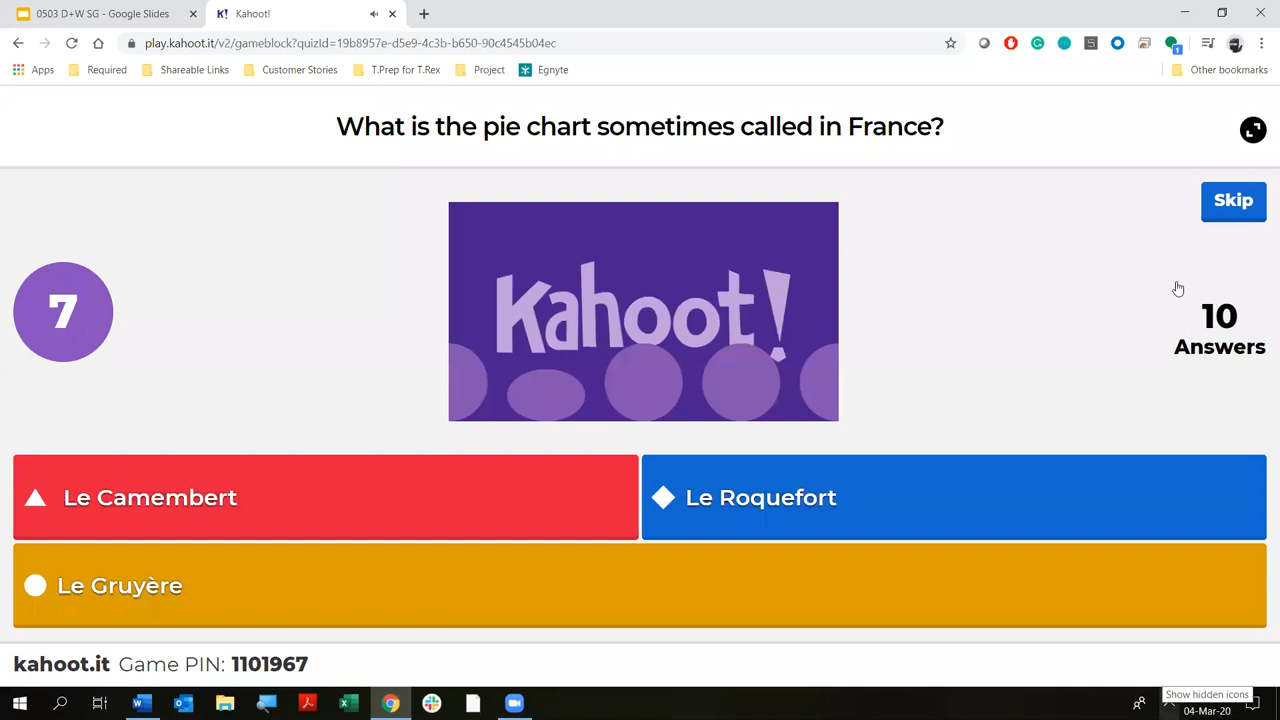 0503 D+W SG - Google Slides
K! Kahoot!
play.kahoot.it/v2/gameblock?quizId=19b8957e-d5e9-4c3b-b650-90c4545b04ec
Apps Required Shareable Links Customer Stories T.Prep for T.Rex Project Egnyte Other bookmarks
What is the pie chart sometimes called in France?
Skip
7
Kahoot!
10
Answers
Le Camembert
Le Roquefort
Le Gruyère
kahoot.it Game PIN: 1101967
Show hidden icons
04-Mar-20